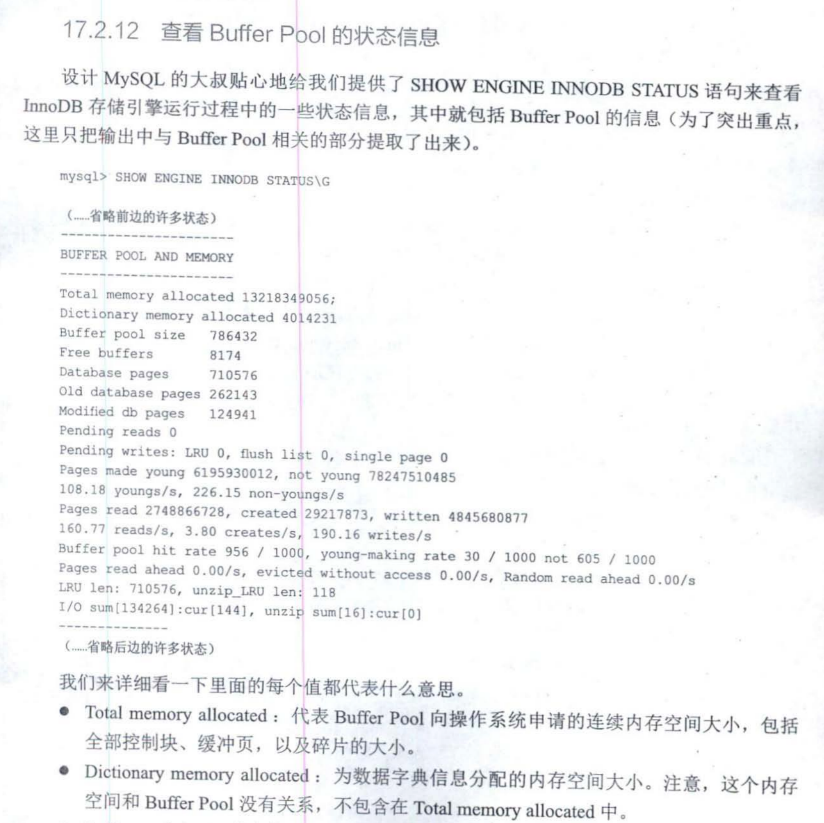 17.2.12 查看 Buffer Pool 的状态信息
设计 MySQL 的大叔贴心地给我们提供了 SHOW ENGINE INNODB STATUS 语句来查看
InnoDB 存储引擎运行过程中的一些状态信息，其中就包括 Buffer Pool 的信息（为了突出重点，
这里只把输出中与 Buffer Pool 相关的部分提取了出来）。
mysql> SHOW ENGINE INNODB STATUS\G
（……省略前边的许多状态）
----------------------
BUFFER POOL AND MEMORY
----------------------
Total memory allocated 13218349056;
Dictionary memory allocated 4014231
Buffer pool size   786432
Free buffers       8174
Database pages     710576
Old database pages 262143
Modified db pages  124941
Pending reads 0
Pending writes: LRU 0, flush list 0, single page 0
Pages made young 6195930012, not young 78247510485
108.18 youngs/s, 226.15 non-youngs/s
Pages read 2748866728, created 29217873, written 4845680877
160.77 reads/s, 3.80 creates/s, 190.16 writes/s
Buffer pool hit rate 956 / 1000, young-making rate 30 / 1000 not 605 / 1000
Pages read ahead 0.00/s, evicted without access 0.00/s, Random read ahead 0.00/s
LRU len: 710576, unzip_LRU len: 118
I/O sum[134264]:cur[144], unzip sum[16]:cur[0]
--------------
（……省略后边的许多状态）
我们来详细看一下里面的每个值都代表什么意思。
● Total memory allocated：代表 Buffer Pool 向操作系统申请的连续内存空间大小，包括
全部控制块、缓冲页，以及碎片的大小。
● Dictionary memory allocated：为数据字典信息分配的内存空间大小。注意，这个内存
空间和 Buffer Pool 没有关系，不包含在 Total memory allocated 中。